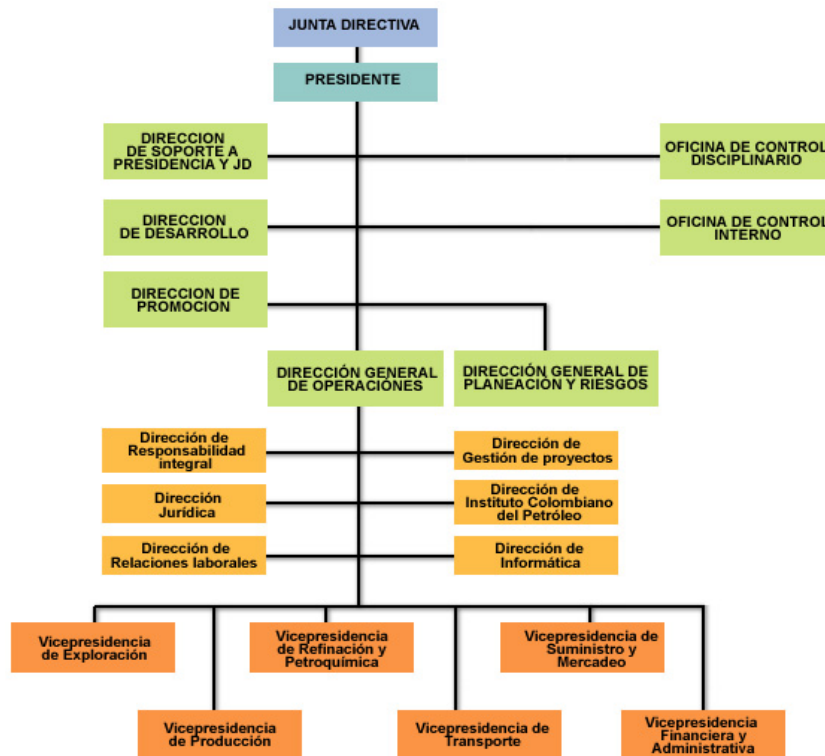 JUNTA DIRECTIVA
PRESIDENTE
DIRECCION
DE SOPORTE A
PRESIDENCIA Y JD
OFICINA DE CONTROL
DISCIPLINARIO
DIRECCION
DE DESARROLLO
OFICINA DE CONTROL
INTERNO
DIRECCION DE
PROMOCION
DIRECCIÓN GENERAL
DE OPERACIÓNES
DIRECCIÓN GENERAL DE
PLANEACIÓN Y RIESGOS
Dirección de
Responsabilidad
integral
Dirección de
Gestión de proyectos
Dirección
Jurídica
Dirección de
Instituto Colombiano
del Petróleo
Dirección de
Relaciones laborales
Dirección de
Informática
Vicepresidencia
de Exploración
Vicepresidencia
de Refinación y
Petroquímica
Vicepresidencia de
Suministro y
Mercadeo
Vicepresidencia
de Producción
Vicepresidencia de
Transporte
Vicepresidencia
Financiera y
Administrativa